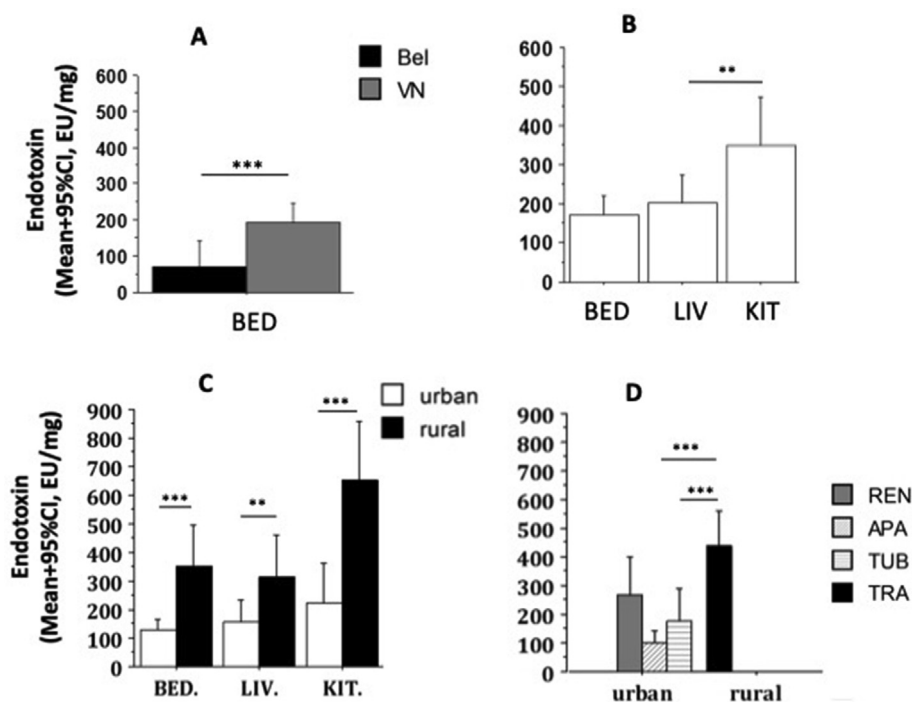 A
Bel
VN
Endotoxin
(Mean+95%CI, EU/mg)
600
500
400
300
200
100
0
***
BED
B
600
500
400
300
200
100
0
**
BED LIV KIT
C
urban
rural
Endotoxin
(Mean+95%CI, EU/mg)
900
800
700
600
500
400
300
200
100
0
***
**
***
BED. LIV. KIT.
D
900
800
700
600
500
400
300
200
100
0
***
***
urban rural
REN
APA
TUB
TRA